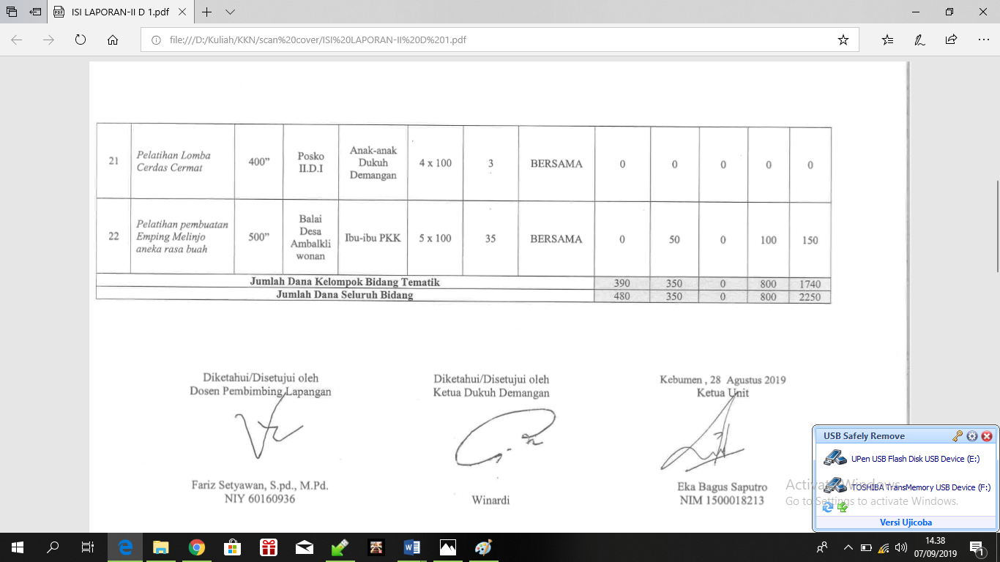 ISI LAPORAN-II D 1.pdf
file:///D:/Kuliah/KKN/scan%20cover/ISI%20LAPORAN-II%20D%201.pdf
21 Pelatihan Lomba Cerdas Cermat 400” Posko II.D.I Anak-anak Dukuh Demangan 4 x 100 3 BERSAMA 0 0 0 0 0
22 Pelatihan pembuatan Emping Melinjo aneka rasa buah 500” Balai Desa Ambalkli wonan Ibu-ibu PKK 5 x 100 35 BERSAMA 0 50 0 100 150
Jumlah Dana Kelompok Bidang Tematik 390 350 0 800 1740
Jumlah Dana Seluruh Bidang 480 350 0 800 2250
Diketahui/Disetujui oleh
Dosen Pembimbing Lapangan
Fariz Setyawan, S.pd., M.Pd.
NIY 60160936
Diketahui/Disetujui oleh
Ketua Dukuh Demangan
Winardi
Kebumen , 28 Agustus 2019
Ketua Unit
Eka Bagus Saputro
NIM 1500018213
Activate Windows
Go to Settings to activate Windows.
USB Safely Remove
UPen USB Flash Disk USB Device (E:)
TOSHIBA TransMemory USB Device (F:)
Versi Ujicoba
14.38
07/09/2019
1